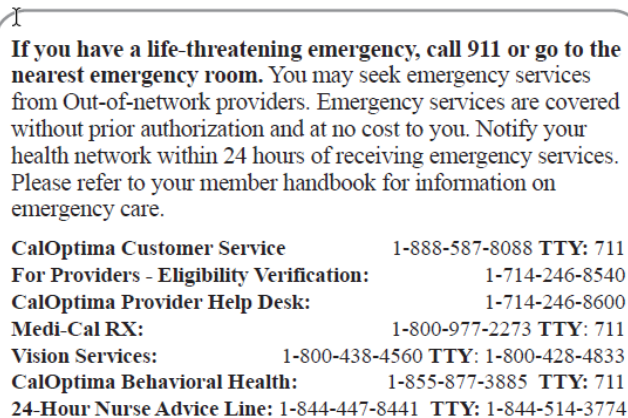 If you have a life-threatening emergency, call 911 or go to the
nearest emergency room. You may seek emergency services
from Out-of-network providers. Emergency services are covered
without prior authorization and at no cost to you. Notify your
health network within 24 hours of receiving emergency services.
Please refer to your member handbook for information on
emergency care.
CalOptima Customer Service 1-888-587-8088 TTY: 711
For Providers - Eligibility Verification: 1-714-246-8540
CalOptima Provider Help Desk: 1-714-246-8600
Medi-Cal RX: 1-800-977-2273 TTY: 711
Vision Services: 1-800-438-4560 TTY: 1-800-428-4833
CalOptima Behavioral Health: 1-855-877-3885 TTY: 711
24-Hour Nurse Advice Line: 1-844-447-8441 TTY: 1-844-514-3774